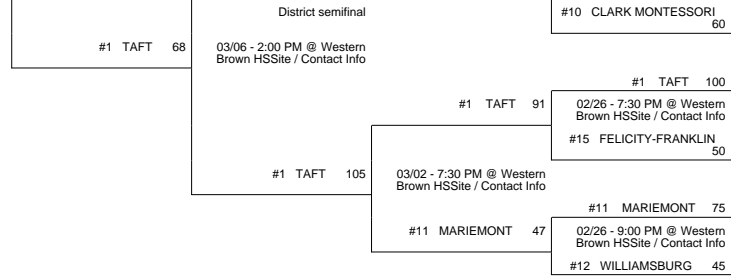 District semifinal
#10 CLARK MONTESSORI
60
#1 TAFT 68
03/06 - 2:00 PM @ Western
Brown HSSite / Contact Info
#1 TAFT 100
#1 TAFT 91
02/26 - 7:30 PM @ Western
Brown HSSite / Contact Info
#15 FELICITY-FRANKLIN
50
#1 TAFT 105
03/02 - 7:30 PM @ Western
Brown HSSite / Contact Info
#11 MARIEMONT 75
#11 MARIEMONT 47
02/26 - 9:00 PM @ Western
Brown HSSite / Contact Info
#12 WILLIAMSBURG 45